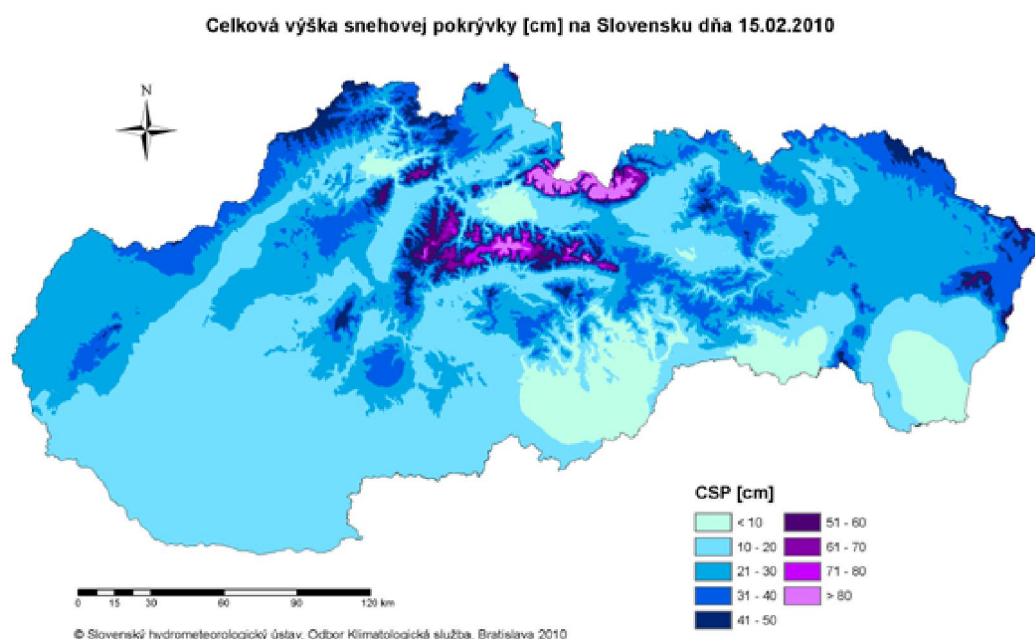 Celková výška snehovej pokrývky [cm] na Slovensku dňa 15.02.2010
N
CSP [cm]
< 10
10 - 20
21 - 30
31 - 40
41 - 50
51 - 60
61 - 70
71 - 80
> 80
0 15 30 60 90 120 km
© Slovenský hydrometeorologický ústav, Odbor Klimatologická služba, Bratislava 2010